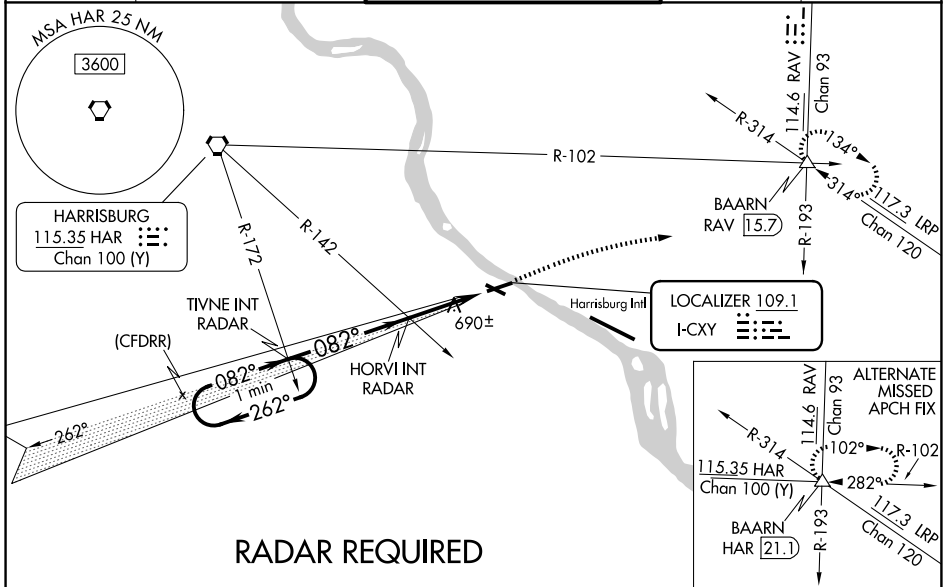 MSA HAR 25 NM
3600
HARRISBURG
115.35 HAR
Chan 100 (Y)
R-102
R-172
R-142
TIVNE INT
RADAR
(CFDRR)
082°
082°
1 min
262°
262°
HORVI INT
RADAR
690±
Harrisburg Intl
LOCALIZER 109.1
I-CXY
114.6 RAV
Chan 93
R-314
134°
314°
117.3 LRP
Chan 120
R-193
BAARN
RAV 15.7
RADAR REQUIRED
ALTERNATE
MISSED
APCH FIX
114.6 RAV
Chan 93
R-314
102°
R-102
282°
115.35 HAR
Chan 100 (Y)
117.3 LRP
Chan 120
R-193
BAARN
HAR 21.1